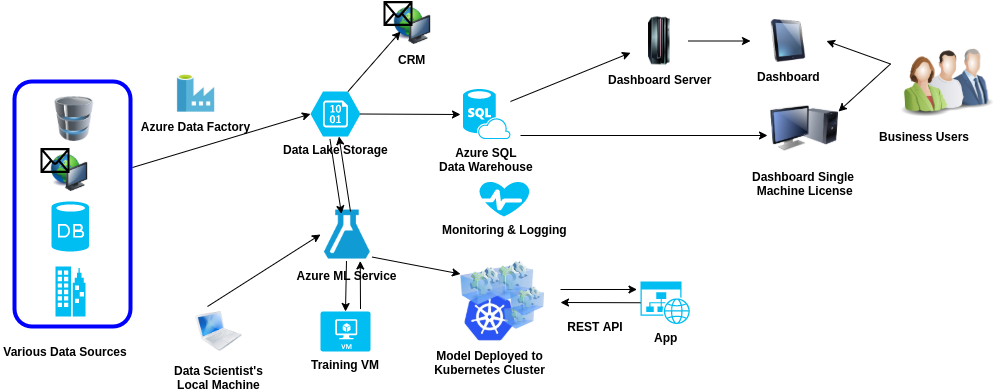 CRM
Dashboard Server
Dashboard
Azure Data Factory
10
01
SQL
Data Lake Storage
Azure SQL
Data Warehouse
Business Users
Dashboard Single
Machine License
DB
Monitoring & Logging
Azure ML Service
VM
REST API
App
Various Data Sources
Data Scientist's
Local Machine
Training VM
Model Deployed to
Kubernetes Cluster